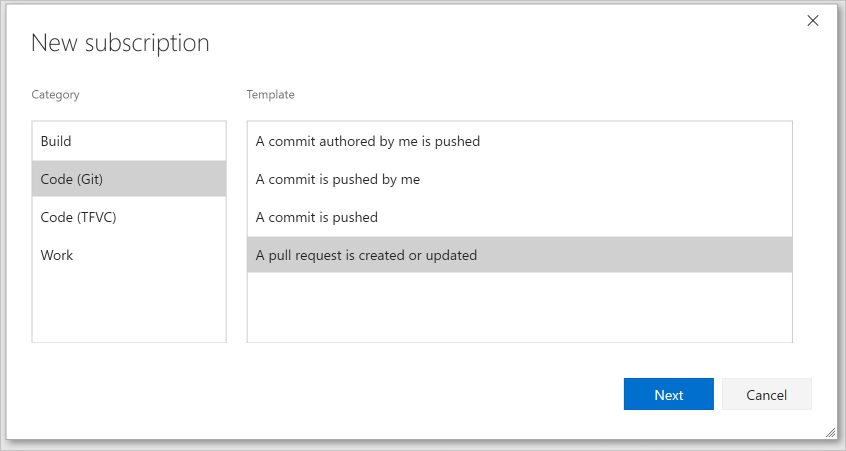 New subscription
Category
Template
Build
Code (Git)
Code (TFVC)
Work
A commit authored by me is pushed
A commit is pushed by me
A commit is pushed
A pull request is created or updated
Next
Cancel